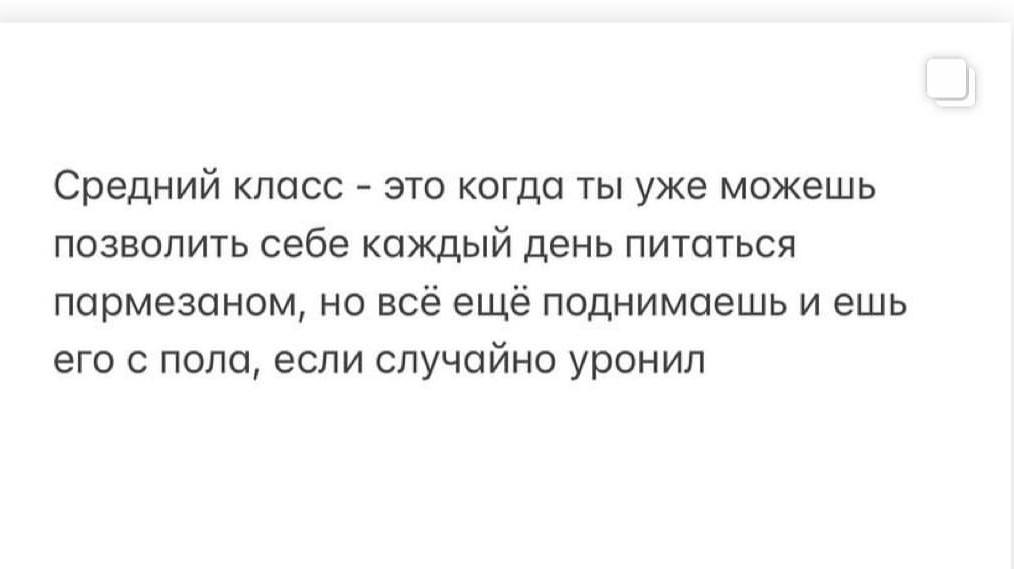 Средний класс - это когда ты уже можешь
позволить себе каждый день питаться
пармезаном, но всё ещё поднимаешь и ешь
его с пола, если случайно уронил